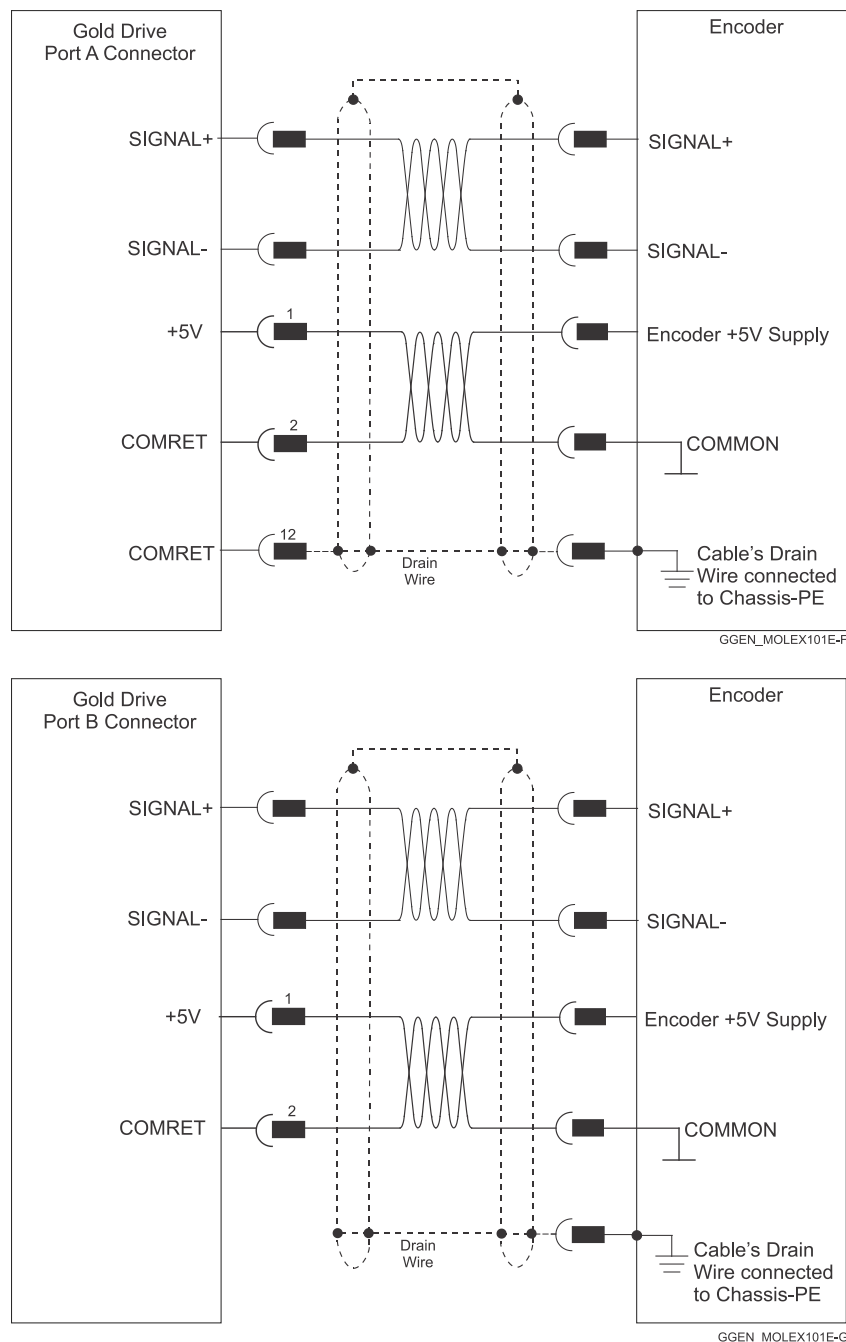 Gold Drive
Port A Connector
Encoder
SIGNAL+
SIGNAL+
SIGNAL-
SIGNAL-
+5V
1
Encoder +5V Supply
COMRET
2
COMMON
COMRET
12
Drain
Wire
Cable's Drain
Wire connected
to Chassis-PE
GGEN_MOLEX101E-F
Gold Drive
Port B Connector
Encoder
SIGNAL+
SIGNAL+
SIGNAL-
SIGNAL-
+5V
1
Encoder +5V Supply
COMRET
2
COMMON
Drain
Wire
Cable's Drain
Wire connected
to Chassis-PE
GGEN_MOLEX101E-G